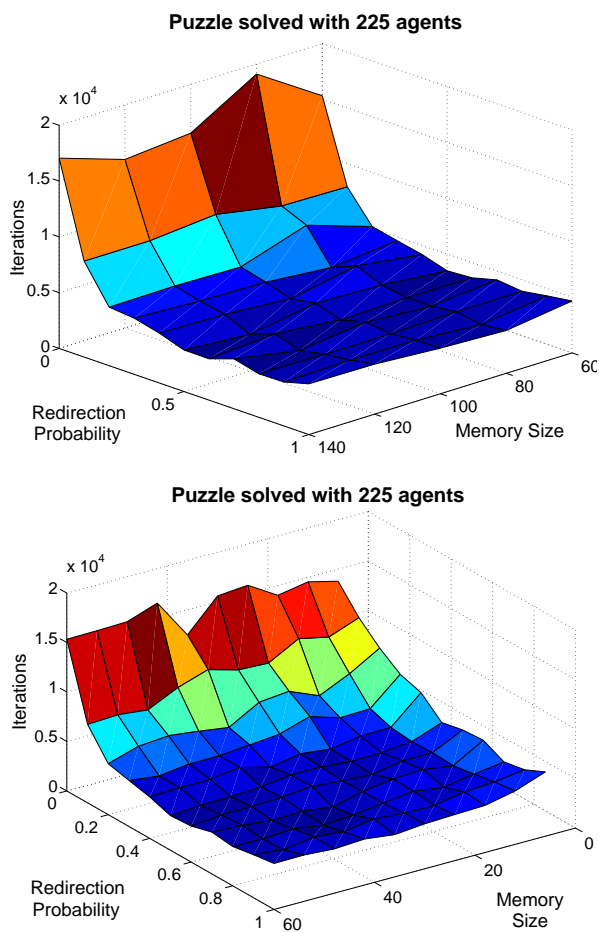 Puzzle solved with 225 agents
x 10^4
2
1.5
1
0.5
0
Iterations
0
0.5
1
Redirection
Probability
140
120
100
80
60
Memory Size
Puzzle solved with 225 agents
x 10^4
2
1.5
1
0.5
0
Iterations
0
0.2
0.4
0.6
0.8
1
Redirection
Probability
60
40
20
0
Memory
Size